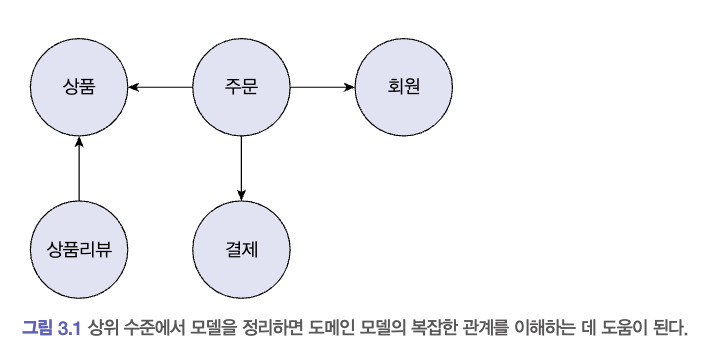 상품
주문
회원
상품리뷰
결제
그림 3.1 상위 수준에서 모델을 정리하면 도메인 모델의 복잡한 관계를 이해하는 데 도움이 된다.